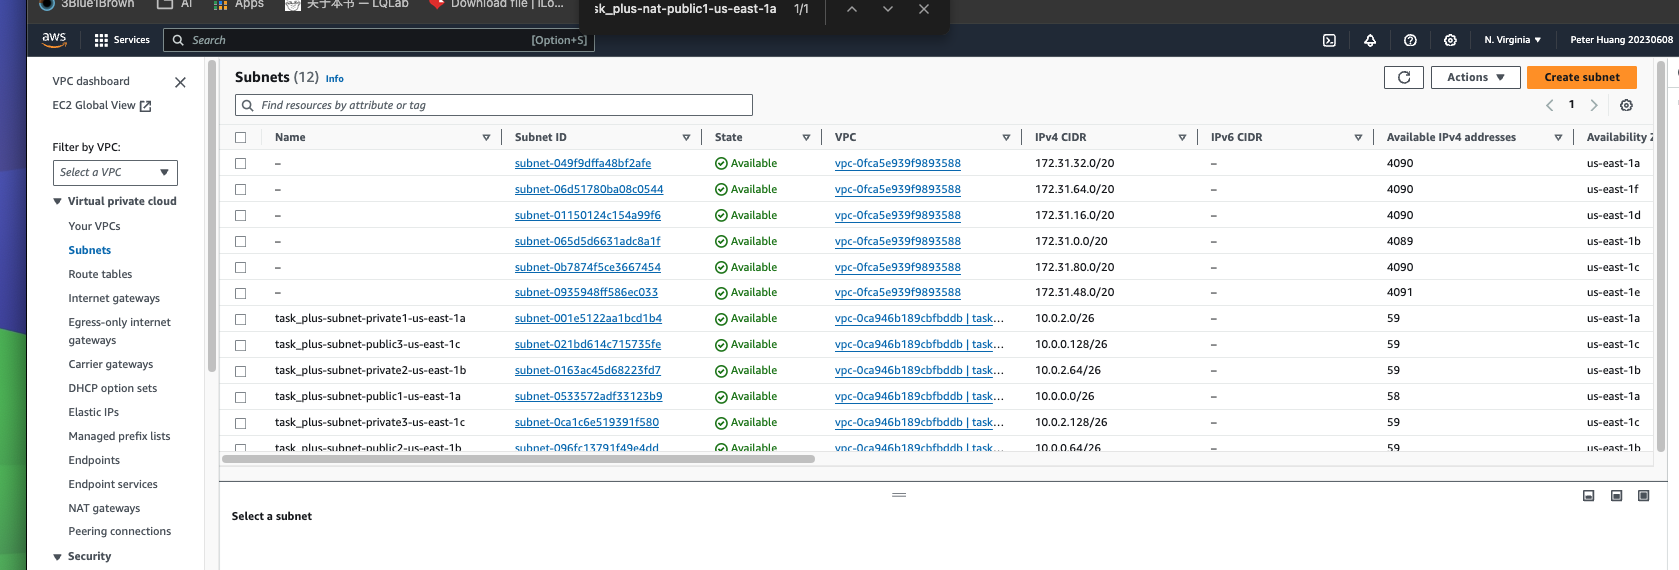 3Blue1Brown
AI
Apps
关于本书 — LQLab
Download file | iLo...
sk_plus-nat-public1-us-east-1a 1/1
aws
Services
Search
[Option+S]
N. Virginia
Peter Huang 20230608
VPC dashboard
EC2 Global View
Filter by VPC:
Select a VPC
Virtual private cloud
Your VPCs
Subnets
Route tables
Internet gateways
Egress-only internet
gateways
Carrier gateways
DHCP option sets
Elastic IPs
Managed prefix lists
Endpoints
Endpoint services
NAT gateways
Peering connections
Security
Subnets (12) Info
Actions
Create subnet
Find resources by attribute or tag
1
Name Subnet ID State VPC IPv4 CIDR IPv6 CIDR Available IPv4 addresses Availability Z
– subnet-049f9dffa48bf2afe Available vpc-0fca5e939f9893588 172.31.32.0/20 – 4090 us-east-1a
– subnet-06d51780ba08c0544 Available vpc-0fca5e939f9893588 172.31.64.0/20 – 4090 us-east-1f
– subnet-01150124c154a99f6 Available vpc-0fca5e939f9893588 172.31.16.0/20 – 4090 us-east-1d
– subnet-065d5d6631adc8a1f Available vpc-0fca5e939f9893588 172.31.0.0/20 – 4089 us-east-1b
– subnet-0b7874f5ce3667454 Available vpc-0fca5e939f9893588 172.31.80.0/20 – 4090 us-east-1c
– subnet-0935948ff586ec033 Available vpc-0fca5e939f9893588 172.31.48.0/20 – 4091 us-east-1e
task_plus-subnet-private1-us-east-1a subnet-001e5122aa1bcd1b4 Available vpc-0ca946b189cbfbddb | task... 10.0.2.0/26 – 59 us-east-1a
task_plus-subnet-public3-us-east-1c subnet-021bd614c715735fe Available vpc-0ca946b189cbfbddb | task... 10.0.0.128/26 – 59 us-east-1c
task_plus-subnet-private2-us-east-1b subnet-0163ac45d68223fd7 Available vpc-0ca946b189cbfbddb | task... 10.0.2.64/26 – 59 us-east-1b
task_plus-subnet-public1-us-east-1a subnet-0533572adf33123b9 Available vpc-0ca946b189cbfbddb | task... 10.0.0.0/26 – 58 us-east-1a
task_plus-subnet-private3-us-east-1c subnet-0ca1c6e519391f580 Available vpc-0ca946b189cbfbddb | task... 10.0.2.128/26 – 59 us-east-1c
task_plus-subnet-public2-us-east-1b subnet-096fc13791f49e4dd Available vpc-0ca946b189cbfbddb | task... 10.0.0.64/26 – 59 us-east-1b
Select a subnet